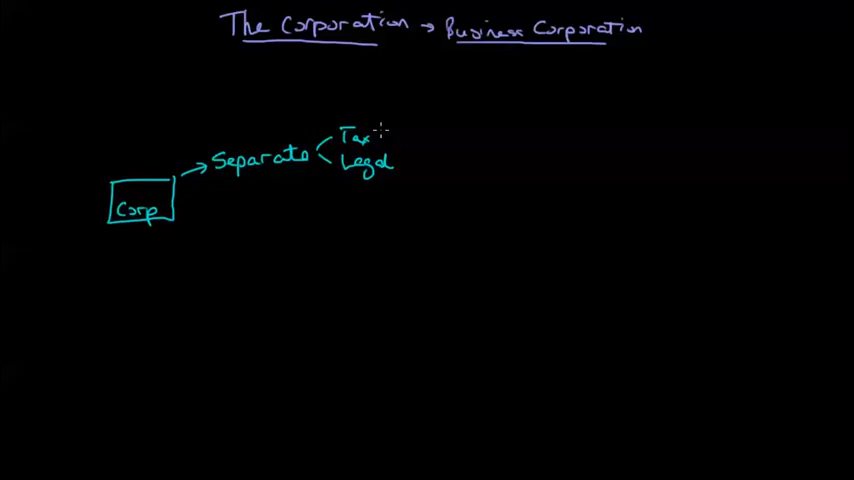 The Corporation → Business Corporation
Tax
Separate
Legal
Corp